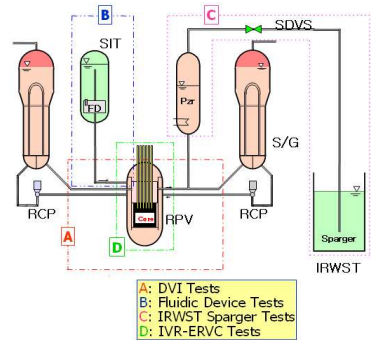 SDVS
B
C
SIT
FD
Pzr
S/G
D
Core
RCP
RPV
RCP
A
Sparger
IRWST
A: DVI Tests
B: Fluidic Device Tests
C: IRWST Sparger Tests
D: IVR-ERVC Tests